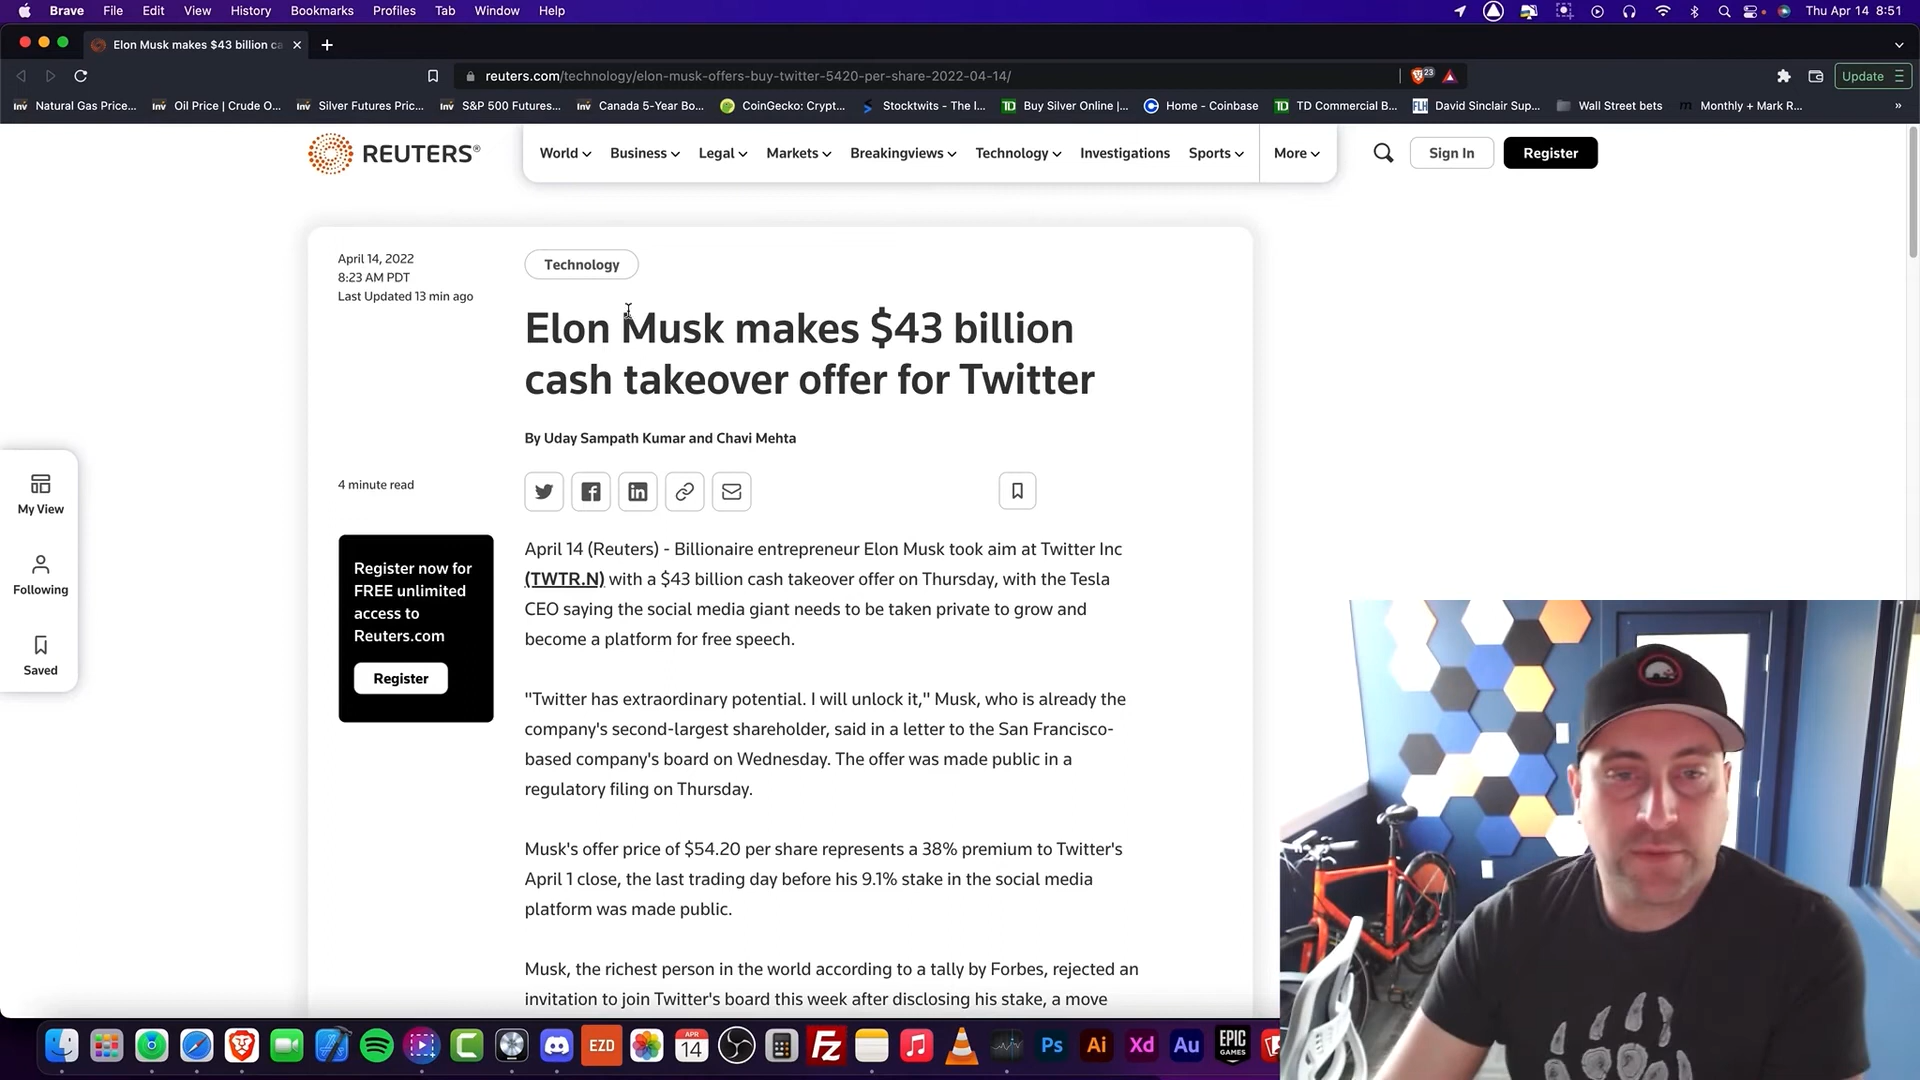 Brave File Edit View History Bookmarks Profiles Tab Window Help Thu Apr 14 8:51
Elon Musk makes $43 billion ca
reuters.com/technology/elon-musk-offers-buy-twitter-5420-per-share-2022-04-14/ 23 Update
Inv Natural Gas Price... Inv Oil Price | Crude O... Inv Silver Futures Pric... Inv S&P 500 Futures... Inv Canada 5-Year Bo... CoinGecko: Crypt... Stocktwits - The l... TD Buy Silver Online |... Home - Coinbase TD TD Commercial B... FLH David Sinclair Sup... Wall Street bets m Monthly + Mark R... »
REUTERS® World Business Legal Markets Breakingviews Technology Investigations Sports More Sign In Register
April 14, 2022
8:23 AM PDT
Last Updated 13 min ago
Technology
Elon Musk makes $43 billion
cash takeover offer for Twitter
By Uday Sampath Kumar and Chavi Mehta
4 minute read
My View
Following
Saved
Register now for
FREE unlimited
access to
Reuters.com
Register
April 14 (Reuters) - Billionaire entrepreneur Elon Musk took aim at Twitter Inc
(TWTR.N) with a $43 billion cash takeover offer on Thursday, with the Tesla
CEO saying the social media giant needs to be taken private to grow and
become a platform for free speech.
"Twitter has extraordinary potential. I will unlock it," Musk, who is already the
company's second-largest shareholder, said in a letter to the San Francisco-
based company's board on Wednesday. The offer was made public in a
regulatory filing on Thursday.
Musk's offer price of $54.20 per share represents a 38% premium to Twitter's
April 1 close, the last trading day before his 9.1% stake in the social media
platform was made public.
Musk, the richest person in the world according to a tally by Forbes, rejected an
invitation to join Twitter's board this week after disclosing his stake, a move
EZD APR 14 Fz Ps Ai Xd Au EPIC GAMES